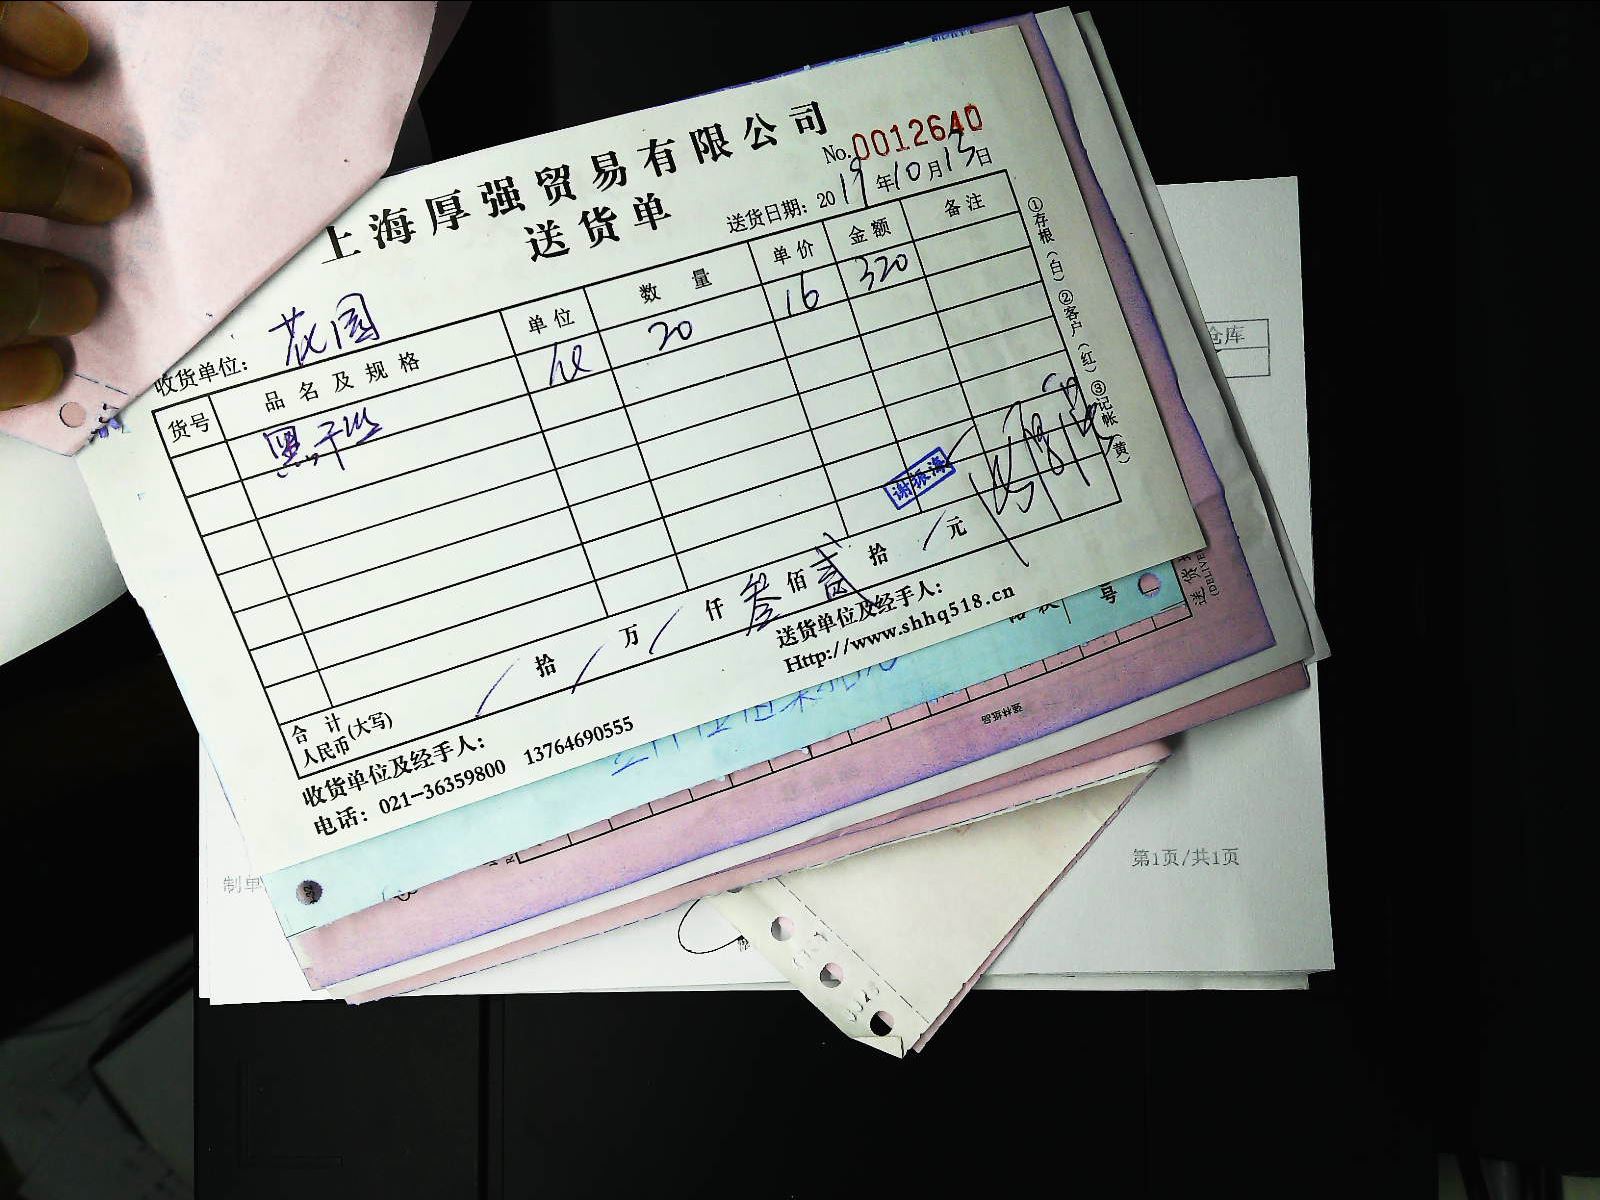 上海厚强贸易有限公司
送货单
No.0012640
送货日期：2019年10月13日
收货单位：花园
货号 品名及规格 单位 数量 单价 金额 备注
黑干丝 20 16 320
谢振海
合计人民币(大写) / 拾 / 万 / 仟 叁 佰 贰 拾 / 元
收货单位及经手人：
送货单位及经手人：
电话：021-36359800 13764690555
Http://www.shhq518.cn
①存根（白）②客户（红）③记帐（黄）
仓库
号
制单
第1页/共1页